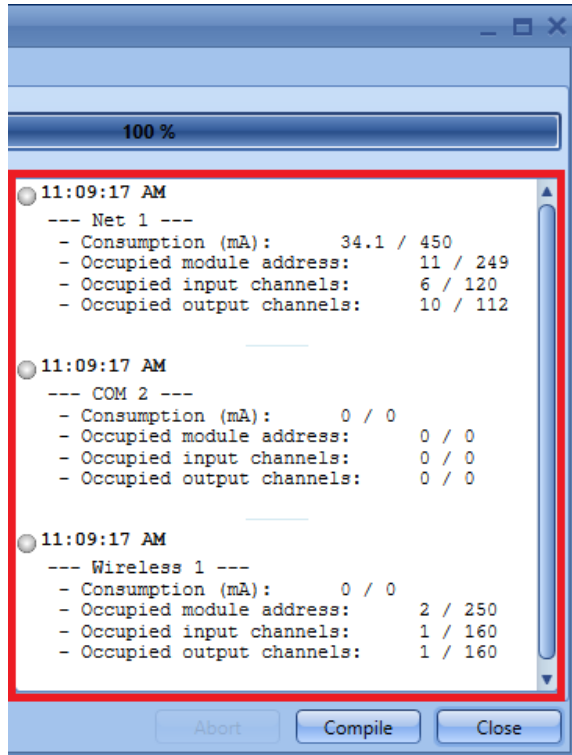 100 %
11:09:17 AM
--- Net 1 ---
- Consumption (mA): 34.1 / 450
- Occupied module address: 11 / 249
- Occupied input channels: 6 / 120
- Occupied output channels: 10 / 112
11:09:17 AM
--- COM 2 ---
- Consumption (mA): 0 / 0
- Occupied module address: 0 / 0
- Occupied input channels: 0 / 0
- Occupied output channels: 0 / 0
11:09:17 AM
--- Wireless 1 ---
- Consumption (mA): 0 / 0
- Occupied module address: 2 / 250
- Occupied input channels: 1 / 160
- Occupied output channels: 1 / 160
Abort Compile Close